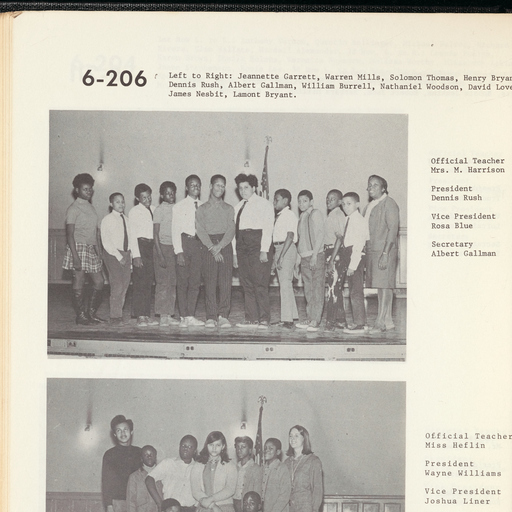 6-206
Left to Right: Jeannette Garrett, Warren Mills, Solomon Thomas, Henry
Dennis Rush, Albert Gallman, William Burrell, Nathaniel Woodson, David
James Nesbit, Lamont Bryant.
Official Teacher
Mrs. M. Harrison
President
Dennis Rush
Vice President
Rosa Blue
Secretary
Albert Gallman
Official Teacher
Miss Heflin
President
Wayne Williams
Vice President
Joshua Liner